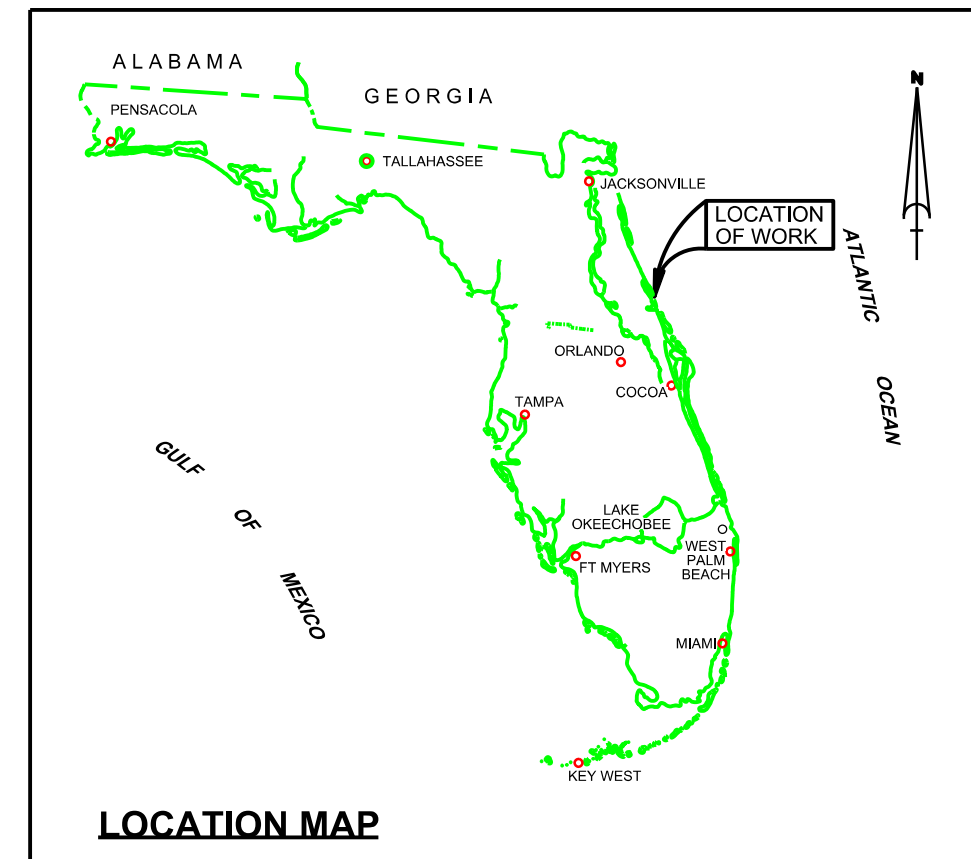 ALABAMA
GEORGIA
N
PENSACOLA
TALLAHASSEE
JACKSONVILLE
LOCATION
OF WORK
ATLANTIC
OCEAN
ORLANDO
COCOA
TAMPA
GULF
OF
MEXICO
LAKE
OKEECHOBEE
WEST
PALM
BEACH
FT MYERS
MIAMI
KEY WEST
LOCATION MAP